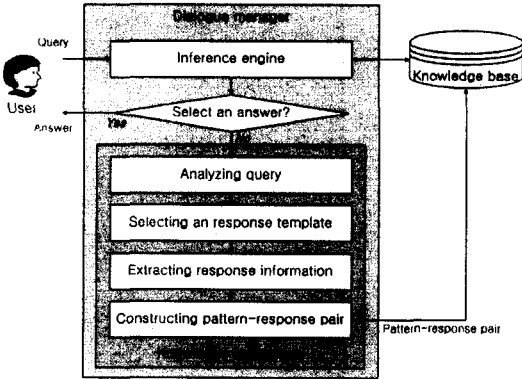 Dialogue manager
Query
Inference engine
Knowledge base
User
Select an answer?
Yes
Answer
No
Analyzing query
Selecting an response template
Extracting response information
Constructing pattern-response pair
Pattern-response pair